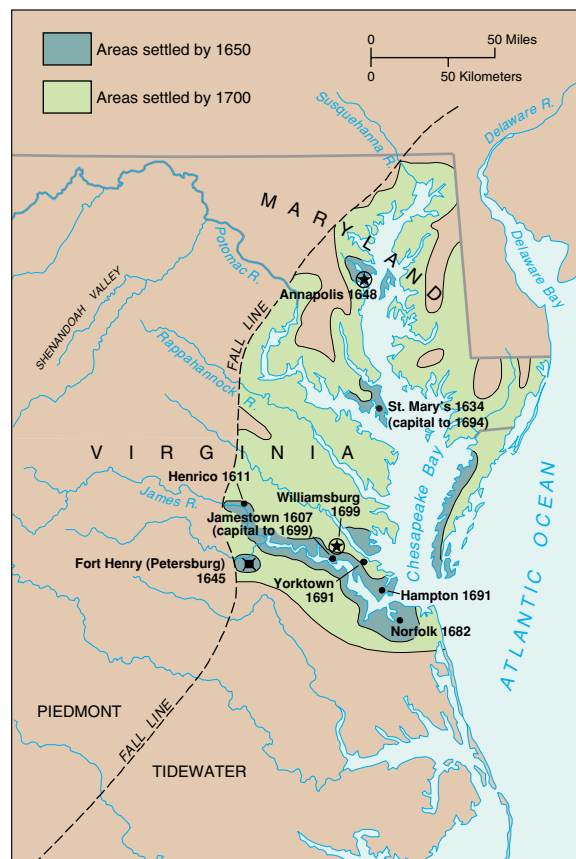 Areas settled by 1650
Areas settled by 1700
0 50 Miles
0 50 Kilometers
Susquehanna R.
Delaware R.
MARYLAND
Potomac R.
Delaware Bay
Annapolis 1648
SHENANDOAH VALLEY
FALL LINE
Rappahannock R.
St. Mary's 1634
(capital to 1694)
VIRGINIA
Chesapeake Bay
Henrico 1611
Williamsburg
1699
James R.
Jamestown 1607
(capital to 1699)
Fort Henry (Petersburg)
1645
Yorktown
1691
Hampton 1691
Norfolk 1682
ATLANTIC OCEAN
PIEDMONT
FALL LINE
TIDEWATER